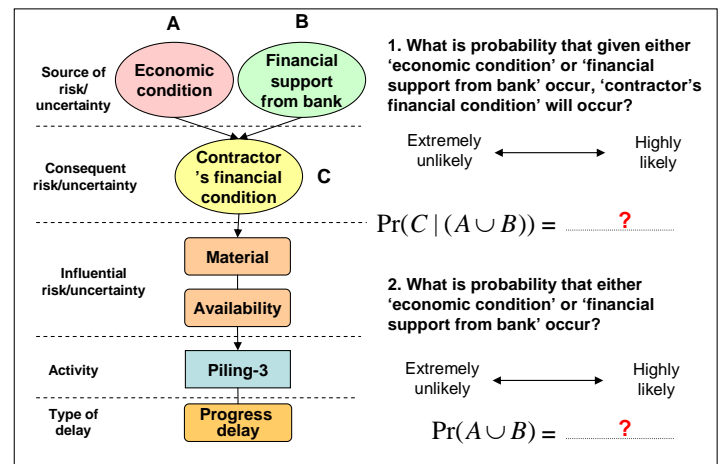 A
B
Source of
risk/
uncertainty
Economic
condition
Financial
support
from bank
Consequent
risk/uncertainty
Contractor
's financial
condition
C
Influential
risk/uncertainty
Material
Availability
Activity
Piling-3
Type of
delay
Progress
delay
1. What is probability that given either
‘economic condition’ or ‘financial
support from bank’ occur, ‘contractor’s
financial condition’ will occur?
Extremely
unlikely
Highly
likely
Pr(C | (A ∪ B)) = ?
2. What is probability that either
‘economic condition’ or ‘financial
support from bank’ occur?
Extremely
unlikely
Highly
likely
Pr(A ∪ B) = ?